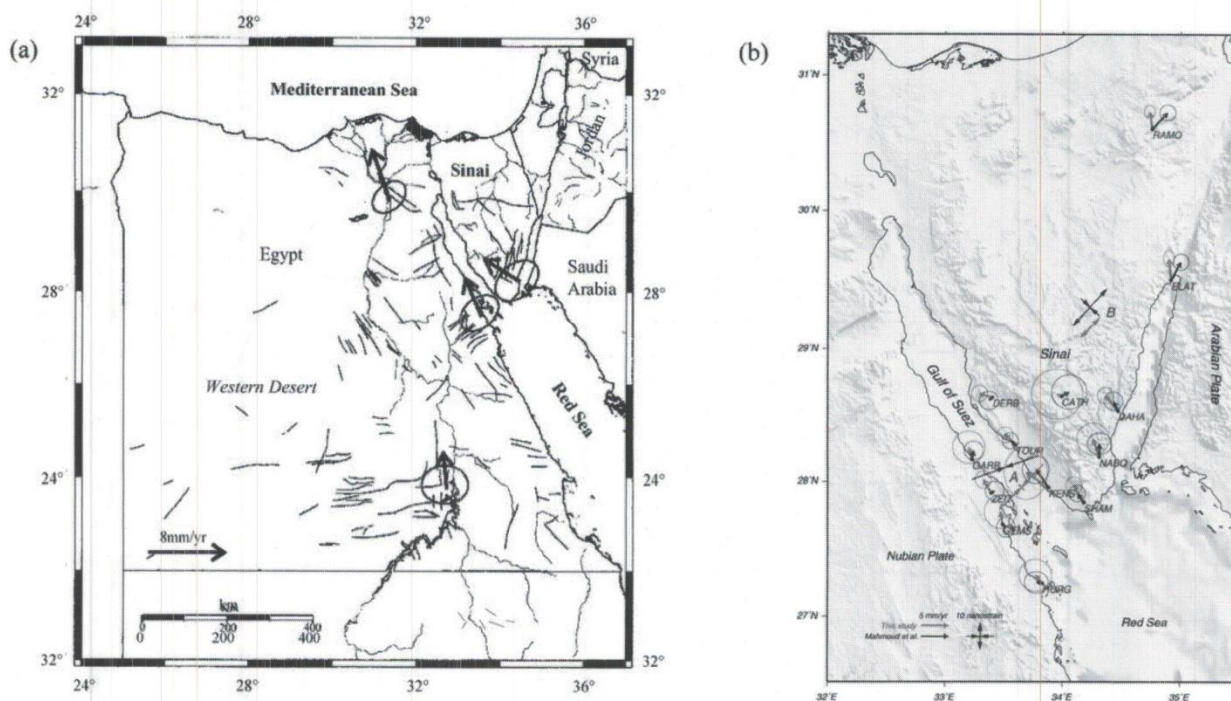 (a)
24° 28° 32° 36°
32°
32°
Syria
Mediterranean Sea
Jordan
Sinai
Egypt
Saudi
Arabia
28°
28°
Western Desert
Red Sea
24°
24°
8mm/yr
km
0 200 400
200
400
32°
32°
24° 28° 32° 36°
(b)
31°N
RAMO
30°N
ELAT
B
29°N
Sinai
Arabian Plate
Gulf of Suez
DERB
CATH
DAHA
TOUR
NABQ
GARB
A
28°N
ZEIT
KENS
SHAM
GEMS
Nubian Plate
HURG
27°N
5 mm/yr 10 nanostrain
This study
Mahmoud et al.
Red Sea
32°E 33°E 34°E 35°E